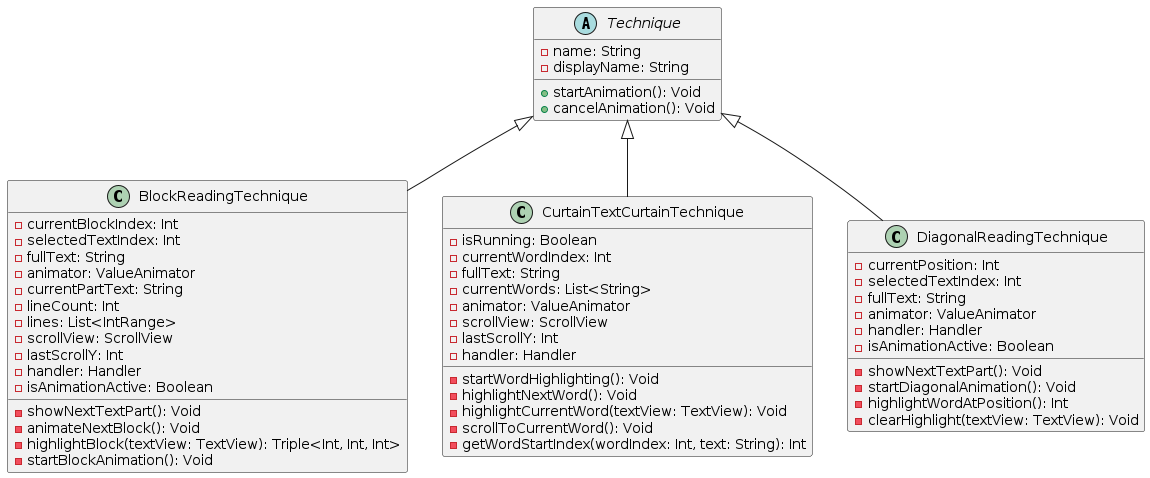 A Technique
name: String
displayName: String
startAnimation(): Void
cancelAnimation(): Void
C BlockReadingTechnique
currentBlockIndex: Int
selectedTextIndex: Int
fullText: String
animator: ValueAnimator
currentPartText: String
lineCount: Int
lines: List<IntRange>
scrollView: ScrollView
lastScrollY: Int
handler: Handler
isAnimationActive: Boolean
showNextTextPart(): Void
animateNextBlock(): Void
highlightBlock(textView: TextView): Triple<Int, Int, Int>
startBlockAnimation(): Void
C CurtainTextCurtainTechnique
isRunning: Boolean
currentWordIndex: Int
fullText: String
currentWords: List<String>
animator: ValueAnimator
scrollView: ScrollView
lastScrollY: Int
handler: Handler
startWordHighlighting(): Void
highlightNextWord(): Void
highlightCurrentWord(textView: TextView): Void
scrollToCurrentWord(): Void
getWordStartIndex(wordIndex: Int, text: String): Int
C DiagonalReadingTechnique
currentPosition: Int
selectedTextIndex: Int
fullText: String
animator: ValueAnimator
handler: Handler
isAnimationActive: Boolean
showNextTextPart(): Void
startDiagonalAnimation(): Void
highlightWordAtPosition(): Int
clearHighlight(textView: TextView): Void